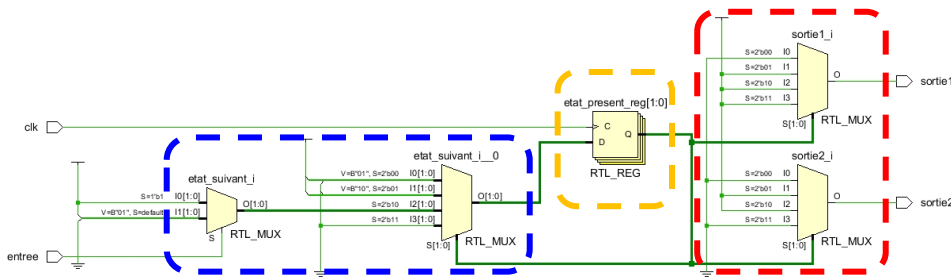 sortie1_i
S=2'b00 I0
S=2'b01 I1
S=2'b10 I2
S=2'b11 I3
O
S[1:0]
RTL_MUX
sortie1
etat_present_reg[1:0]
C
D
Q
RTL_REG
clk
etat_suivant_i__0
V=B"01", S=2'b00 I0[1:0]
V=B"10", S=2'b01 I1[1:0]
S=2'b10 I2[1:0]
S=2'b11 I3[1:0]
O[1:0]
S[1:0]
RTL_MUX
etat_suivant_i
S=1'b1 I0[1:0]
V=B"01", S=default I1[1:0]
O[1:0]
S
RTL_MUX
entree
sortie2_i
S=2'b00 I0
S=2'b01 I1
S=2'b10 I2
S=2'b11 I3
O
S[1:0]
RTL_MUX
sortie2